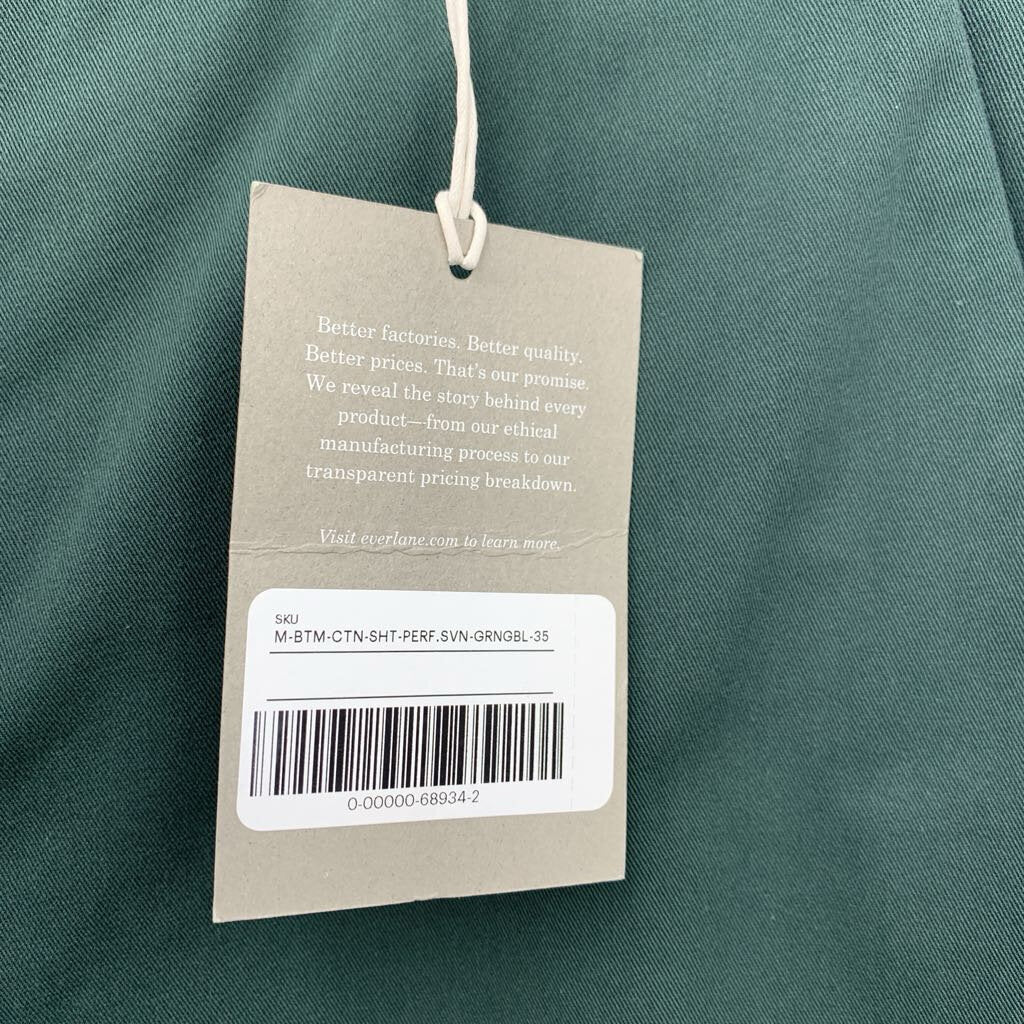 Better factories. Better quality.
Better prices. That's our promise.
We reveal the story behind every
product—from our ethical
manufacturing process to our
transparent pricing breakdown.
Visit everlane.com to learn more.
SKU
M-BTM-CTN-SHT-PERF.SVN-GRNGBL-35
0-00000-68934-2